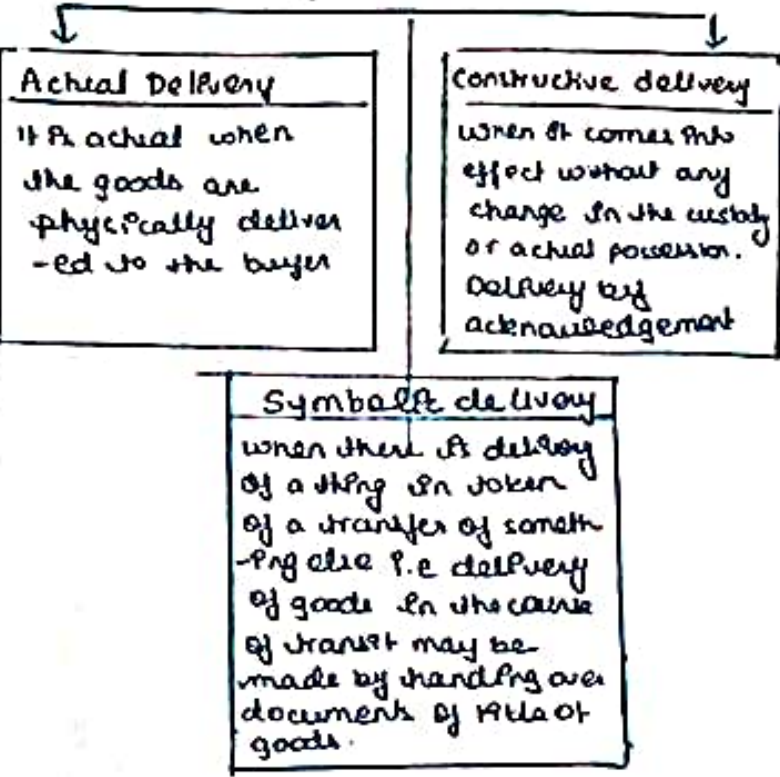 Actual Delivery
it is actual when
the goods are
physically deliver
-ed to the buyer
Constructive delivery
when it comes into
effect without any
change in the custody
or actual possession.
Delivery by
acknowledgement
Symbolic delivery
when there is delivery
of a thing in token
of a transfer of someth
-ing else i.e delivery
of goods in the course
of transit may be
made by handing over
documents of title of
goods.